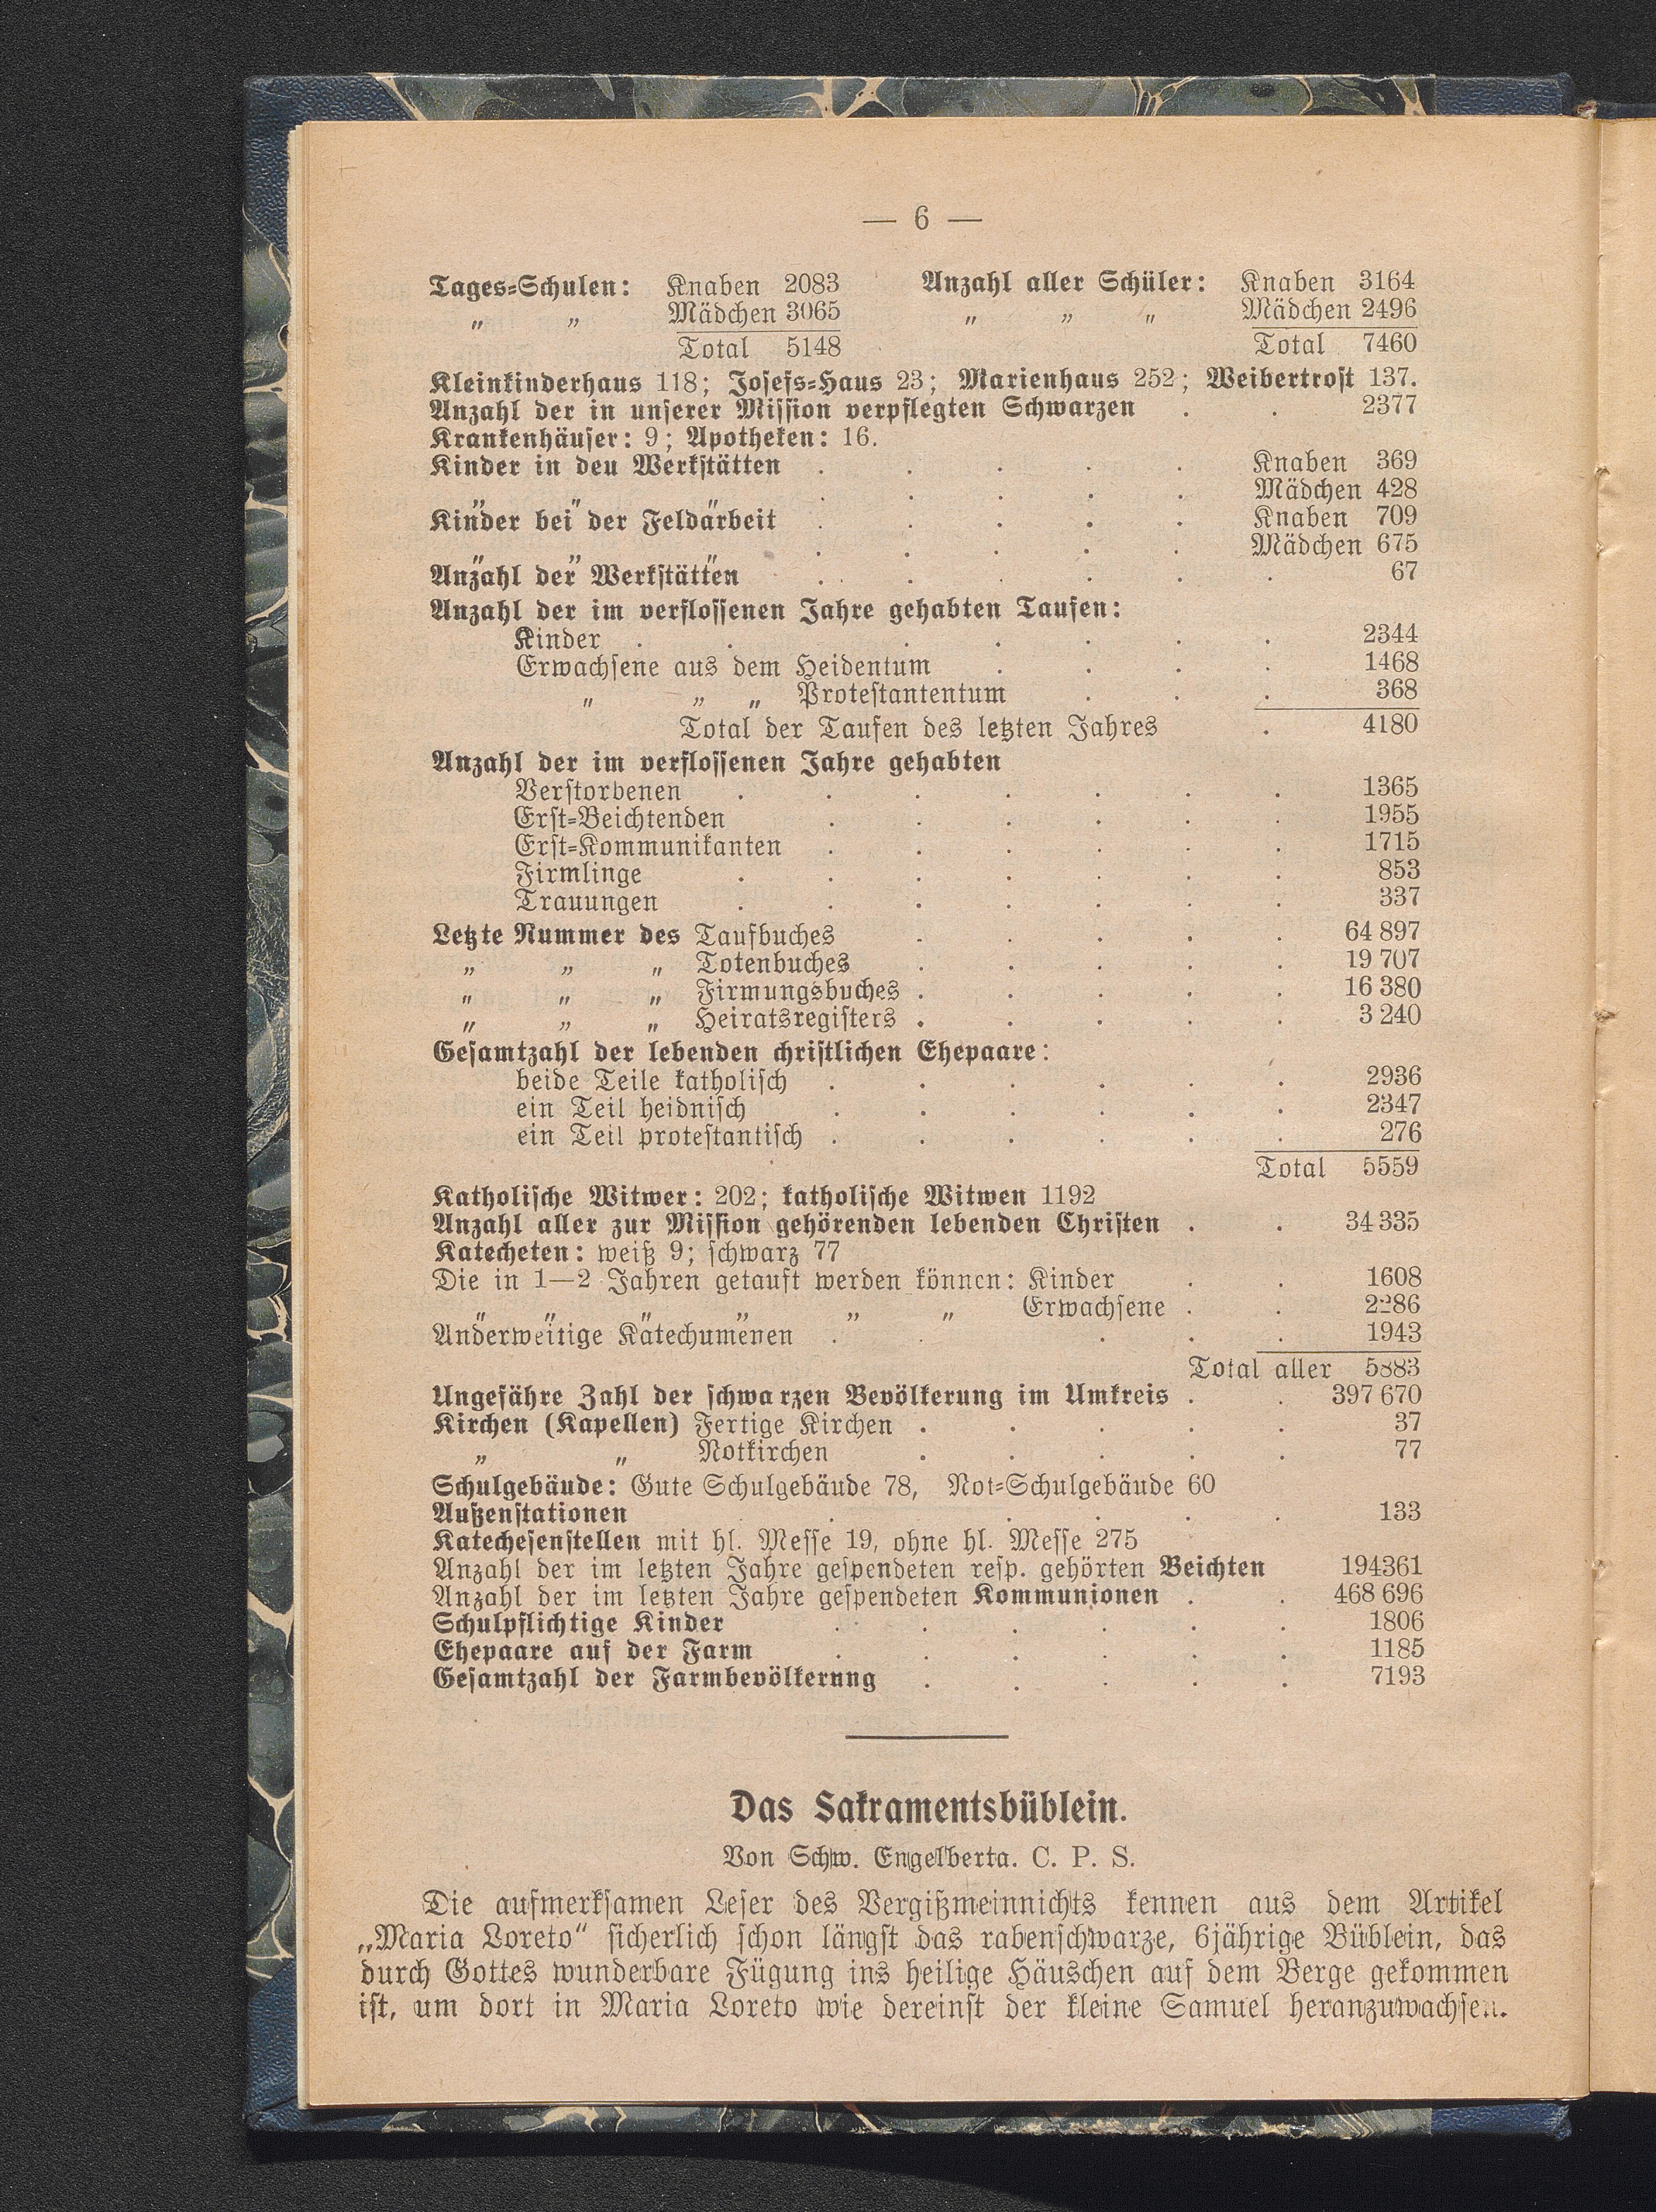 — 6 —
Tages-Schulen: Knaben 2083 Anzahl aller Schüler: Knaben 3164
„ „ Mädchen 3065 „ „ „ Mädchen 2496
Total 5148 Total 7460
Kleinkinderhaus 118; Josefs-Haus 23; Marienhaus 252; Weibertrost 137.
Anzahl der in unserer Mission verpflegten Schwarzen . . 2377
Krankenhäuser: 9; Apotheken: 16.
Kinder in deu Werkstätten . . . . . Knaben 369
„ „ „ . . . . . Mädchen 428
Kinder bei der Feldarbeit . . . . . Knaben 709
„ „ „ . . . . . Mädchen 675
Anzahl der Werkstätten . . . . . . 67
Anzahl der im verflossenen Jahre gehabten Taufen:
Kinder . . . . . . . . 2344
Erwachsene aus dem Heidentum . . . . 1468
„ „ „ Protestantentum . . . 368
Total der Taufen des letzten Jahres . 4180
Anzahl der im verflossenen Jahre gehabten
Verstorbenen . . . . . . . 1365
Erst-Beichtenden . . . . . . 1955
Erst-Kommunikanten . . . . . . 1715
Firmlinge . . . . . . . 853
Trauungen . . . . . . . 337
Letzte Nummer des Taufbuches . . . . . 64 897
„ „ „ Totenbuches . . . . . 19 707
„ „ „ Firmungsbuches . . . . . 16 380
„ „ „ Heiratsregisters . . . . . 3 240
Gesamtzahl der lebenden christlichen Ehepaare:
beide Teile katholisch . . . . . . 2936
ein Teil heidnisch . . . . . . 2347
ein Teil protestantisch . . . . . . 276
Total 5559
Katholische Witwer: 202; katholische Witwen 1192
Anzahl aller zur Mission gehörenden lebenden Christen . . 34 335
Katecheten: weiß 9; schwarz 77
Die in 1—2 Jahren getauft werden können: Kinder . . 1608
„ „ „ „ „ „ Erwachsene . . 2286
Anderweitige Katechumenen . . . . . 1943
Total aller 5883
Ungefähre Zahl der schwarzen Bevölkerung im Umkreis . . 397 670
Kirchen (Kapellen) Fertige Kirchen . . . . . 37
„ „ Notkirchen . . . . . 77
Schulgebäude: Gute Schulgebäude 78, Not-Schulgebäude 60
Außenstationen . . . . . . 133
Katechesenstellen mit hl. Messe 19, ohne hl. Messe 275
Anzahl der im letzten Jahre gespendeten resp. gehörten Beichten 194361
Anzahl der im letzten Jahre gespendeten Kommunionen . . 468 696
Schulpflichtige Kinder . . . . . . 1806
Ehepaare auf der Farm . . . . . . 1185
Gesamtzahl der Farmbevölkernng . . . . . 7193
Das Sakramentsbüblein.
Von Schw. Engelberta. C. P. S.
Die aufmerksamen Leser des Vergißmeinnichts kennen aus dem Artikel
„Maria Loreto“ sicherlich schon längst das rabenschwarze, 6jährige Büblein, das
durch Gottes wunderbare Fügung ins heilige Häuschen auf dem Berge gekommen
ist, um dort in Maria Loreto wie dereinst der kleine Samuel heranzuwachsen.